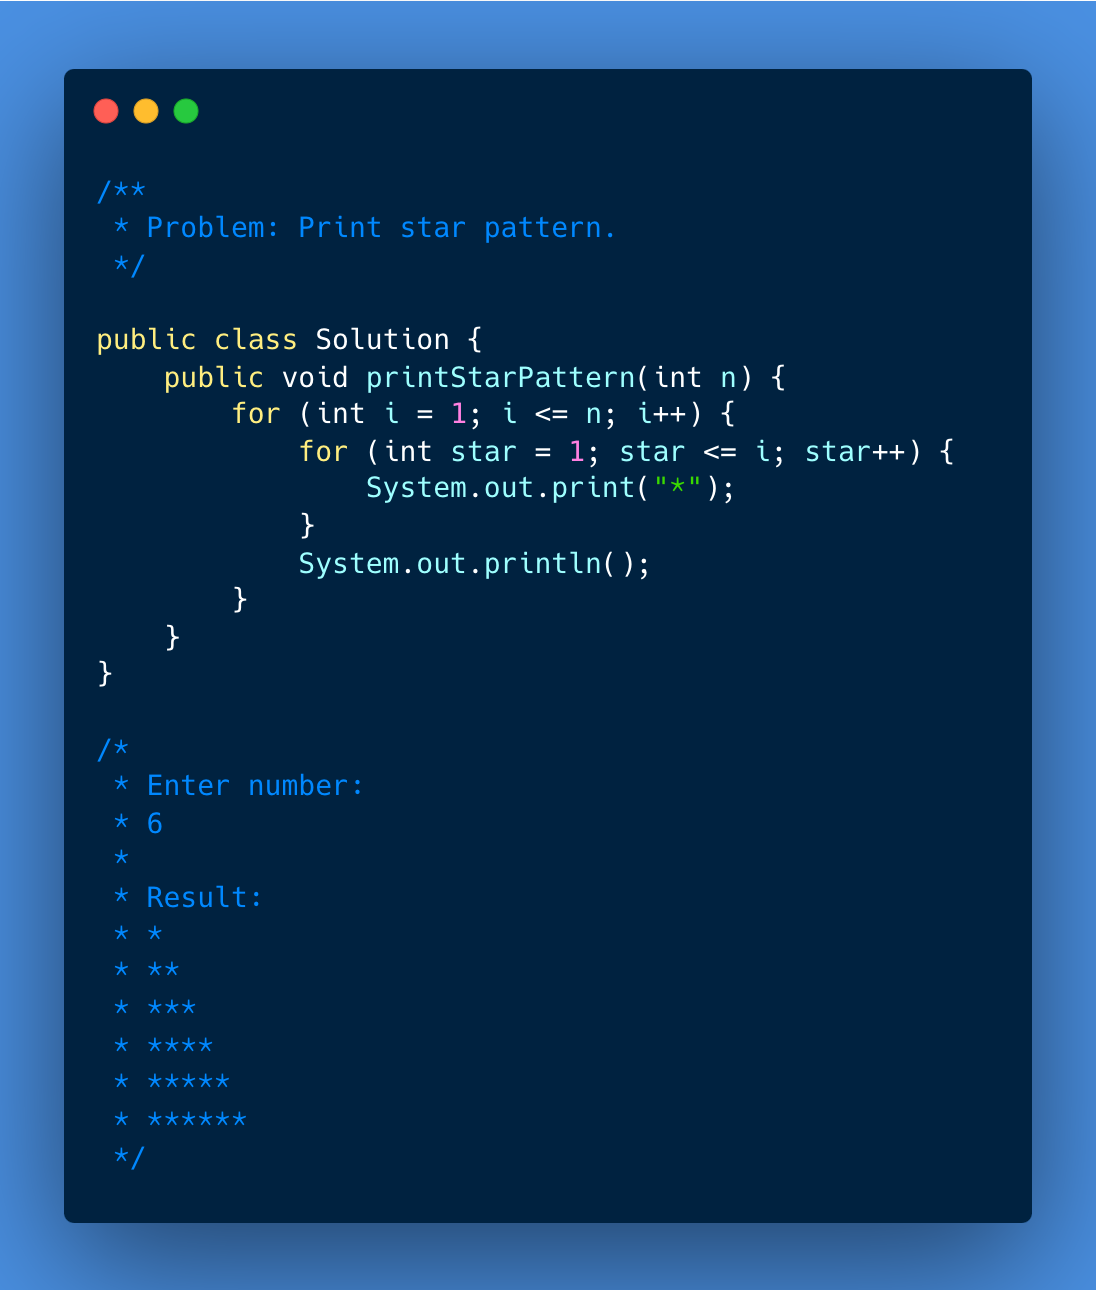 /**
 * Problem: Print star pattern.
 */

public class Solution {
    public void printStarPattern(int n) {
        for (int i = 1; i <= n; i++) {
            for (int star = 1; star <= i; star++) {
                System.out.print("*");
            }
            System.out.println();
        }
    }
}

/*
 * Enter number:
 * 6
 *
 * Result:
 * *
 * **
 * ***
 * ****
 * *****
 * ******
 */